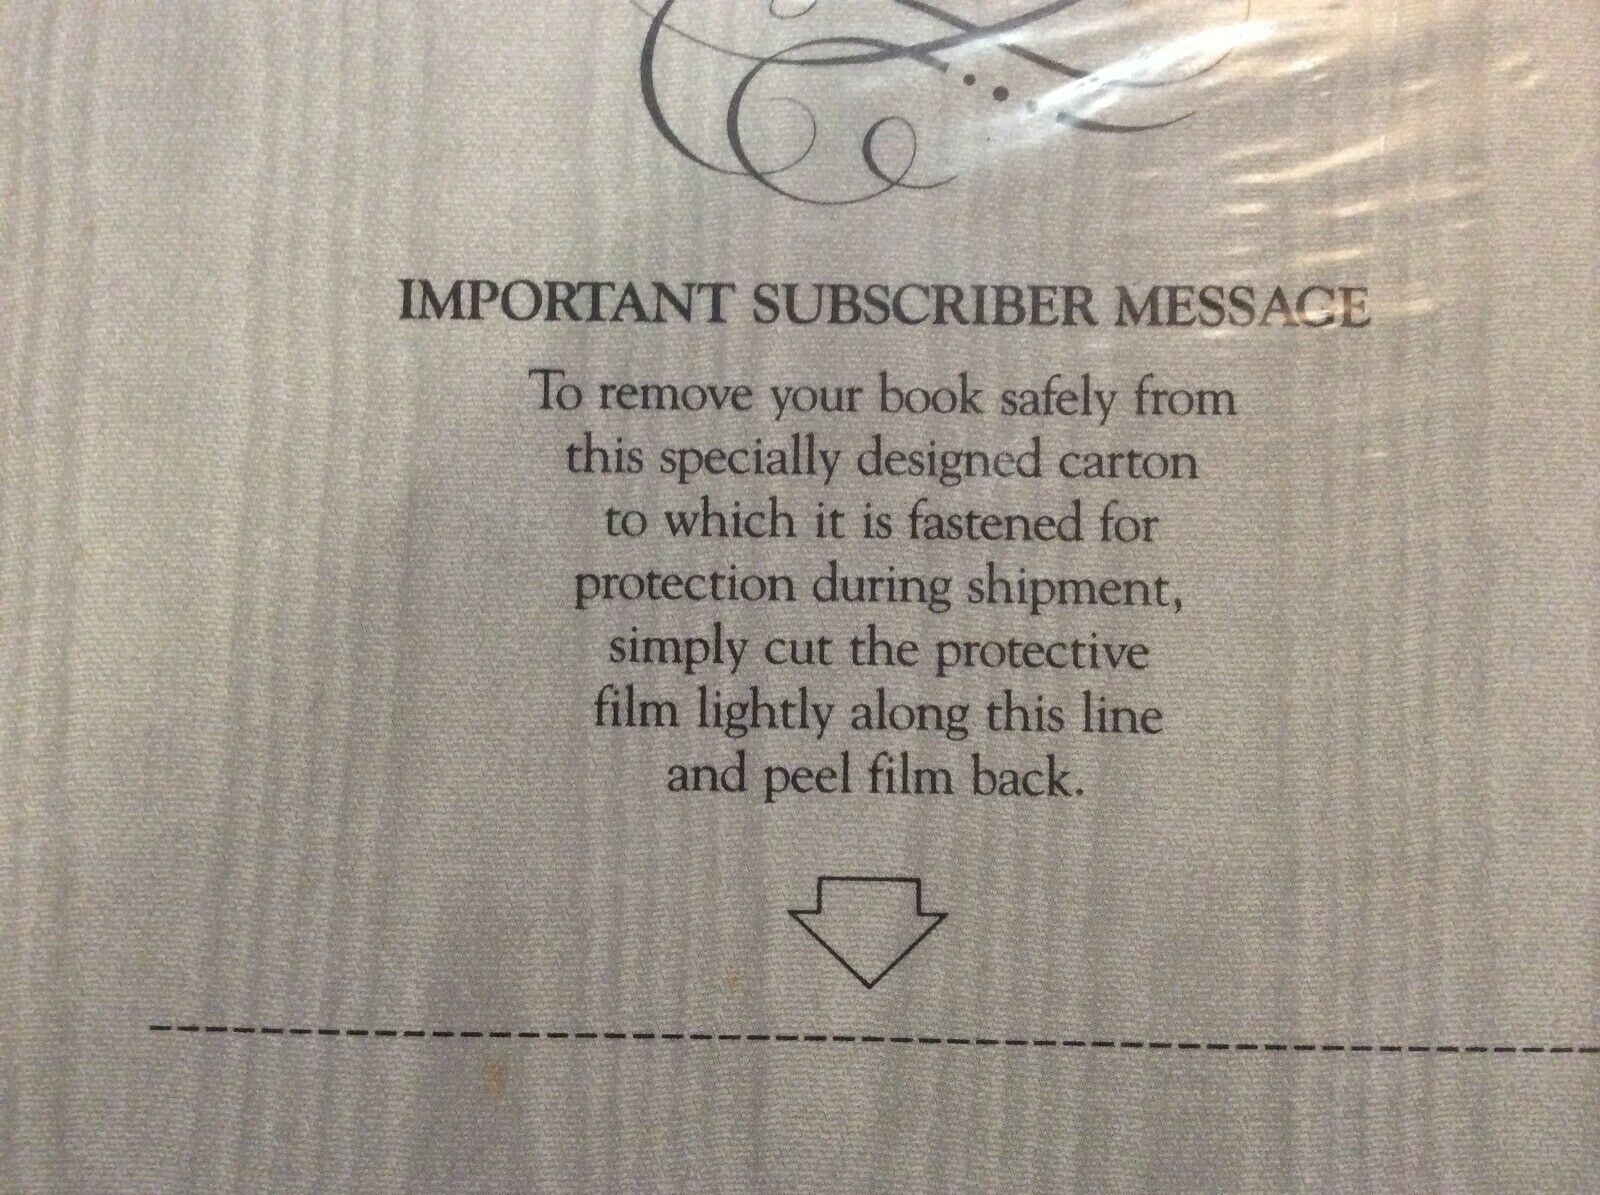 IMPORTANT SUBSCRIBER MESSAGE
To remove your book safely from
this specially designed carton
to which it is fastened for
protection during shipment,
simply cut the protective
film lightly along this line
and peel film back.